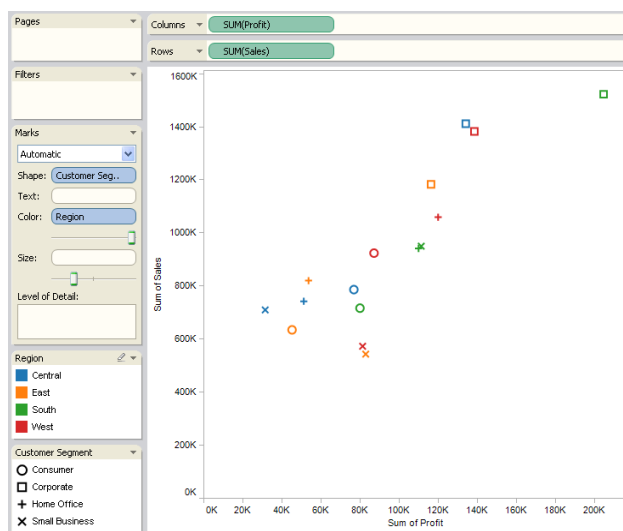 Pages
Columns SUM(Profit)
Rows SUM(Sales)
Filters
Marks
Automatic
Shape: Customer Seg..
Text:
Color: Region
Size:
Level of Detail:
Region
Central
East
South
West
Customer Segment
Consumer
Corporate
Home Office
Small Business
Sum of Sales
1600K
1400K
1200K
1000K
800K
600K
400K
200K
0K
0K 20K 40K 60K 80K 100K 120K 140K 160K 180K 200K
Sum of Profit